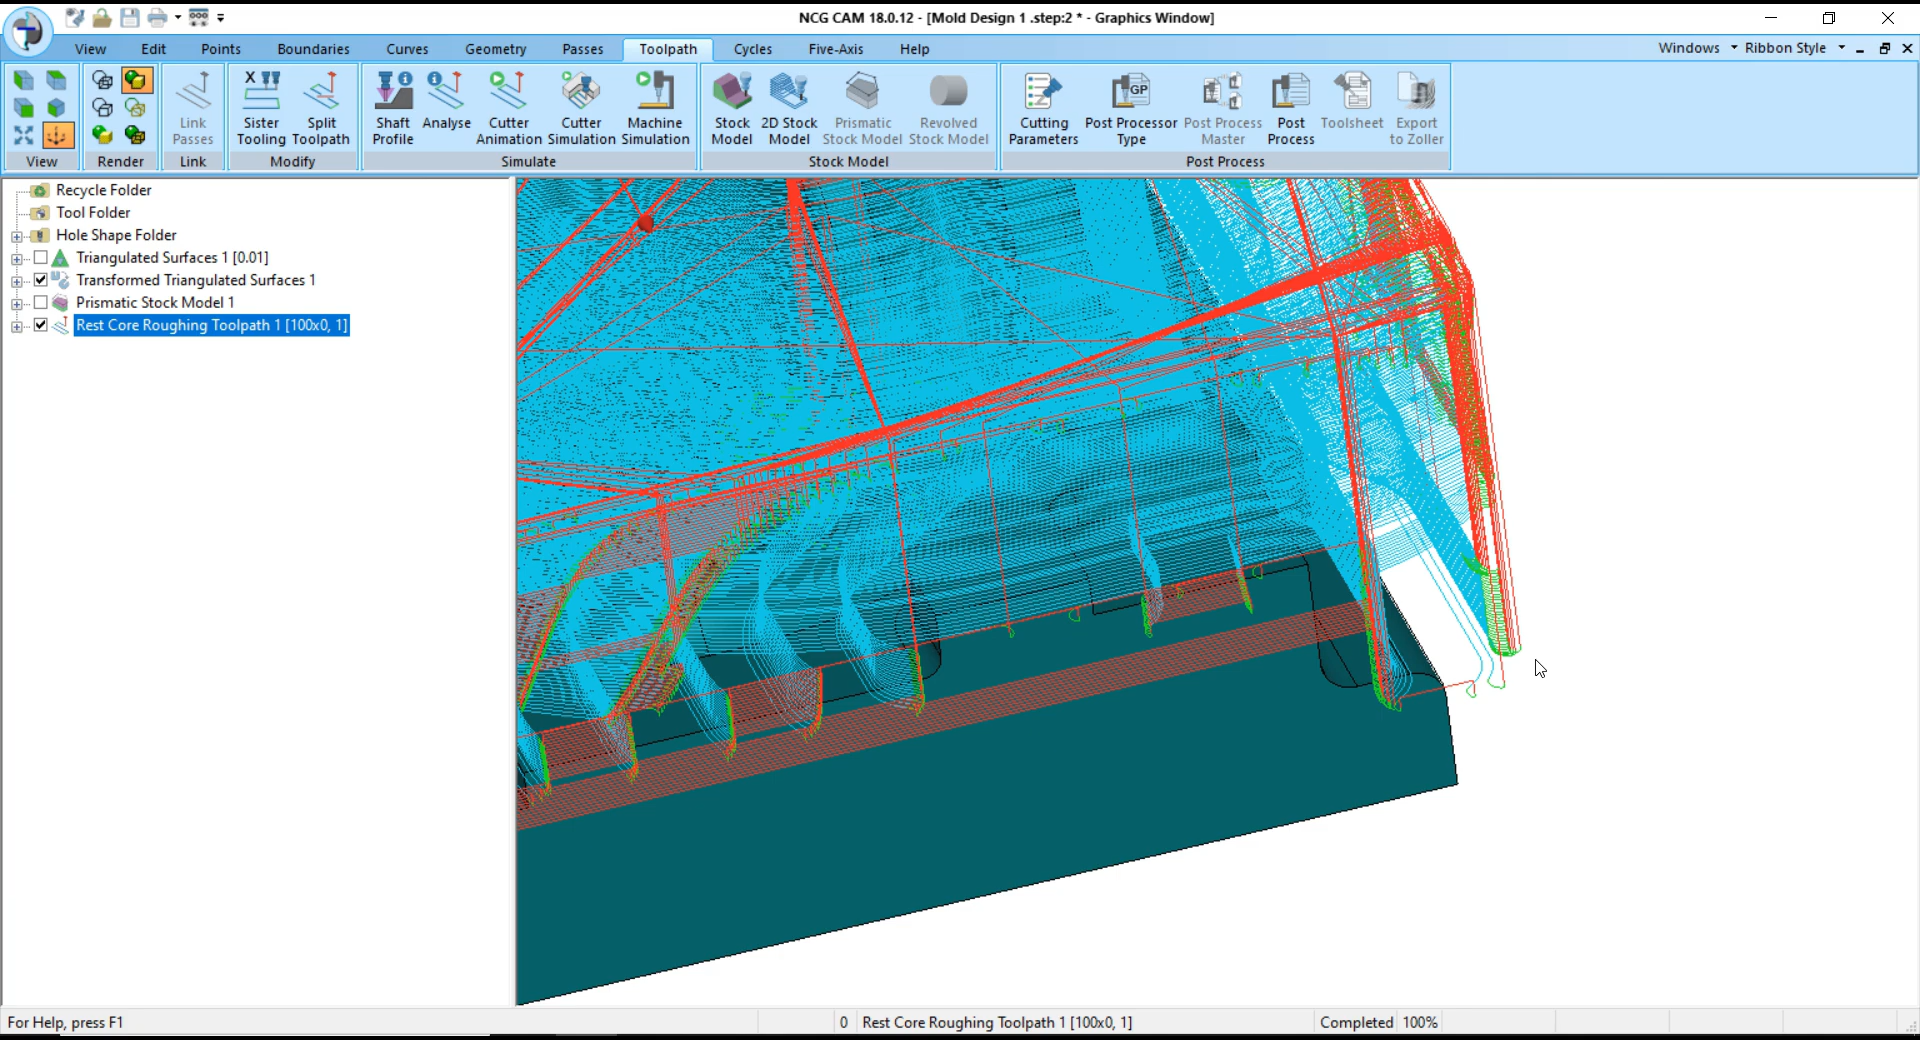 NCG CAM 18.0.12 - [Mold Design 1 .step:2 * - Graphics Window]
View Edit Points Boundaries Curves Geometry Passes Toolpath Cycles Five-Axis Help Windows Ribbon Style
Link Passes
X
Sister Tooling
Split Toolpath
Shaft Profile
Analyse
Cutter Animation
Cutter Simulation
Machine Simulation
Stock Model
2D Stock Model
Prismatic Stock Model
Revolved Stock Model
Cutting Parameters
GP
Post Processor Type
Post Process Master
Post Process
Toolsheet
Export to Zoller
View Render Link Modify Simulate Stock Model Post Process
Recycle Folder
Tool Folder
Hole Shape Folder
Triangulated Surfaces 1 [0.01]
Transformed Triangulated Surfaces 1
Prismatic Stock Model 1
Rest Core Roughing Toolpath 1 [100x0, 1]
For Help, press F1 0 Rest Core Roughing Toolpath 1 [100x0, 1] Completed 100%